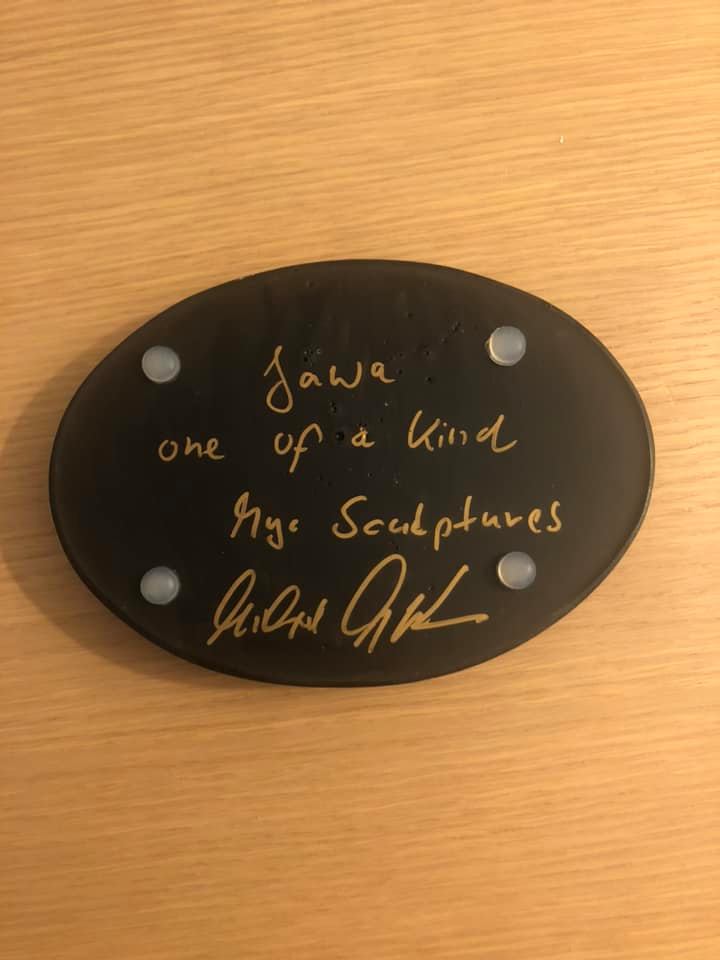 Jawa
one of a kind
Sculptures